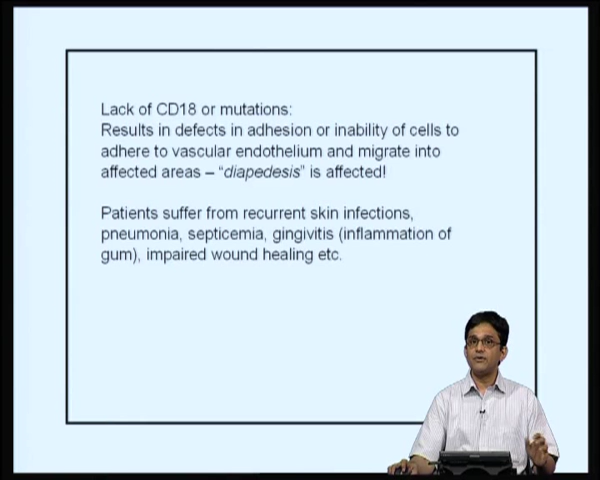 Lack of CD18 or mutations:
Results in defects in adhesion or inability of cells to
adhere to vascular endothelium and migrate into
affected areas – “diapedesis” is affected!
Patients suffer from recurrent skin infections,
pneumonia, septicemia, gingivitis (inflammation of
gum), impaired wound healing etc.